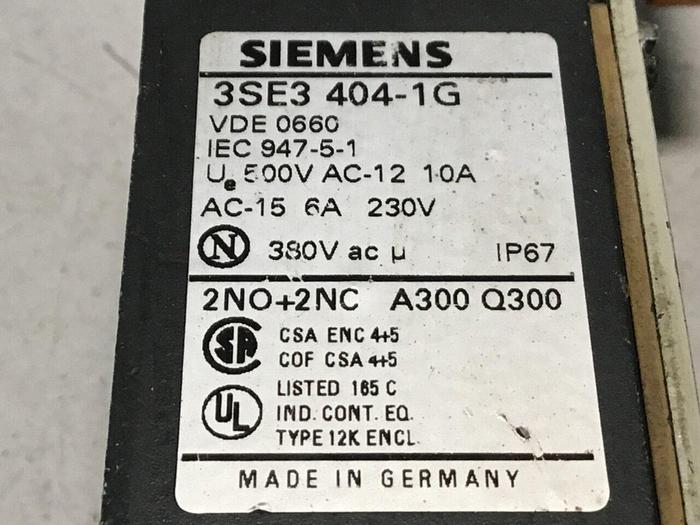 SIEMENS
3SE3 404-1G
VDE 0660
IEC 947-5-1
Ue 500V AC-12 10A
AC-15 6A 230V
N 380V ac µ IP67
2NO+2NC A300 Q300
SA CSA ENC 4+5
COF CSA 4+5
UL LISTED 165 C
IND. CONT. EQ.
TYPE 12K ENCL.
MADE IN GERMANY